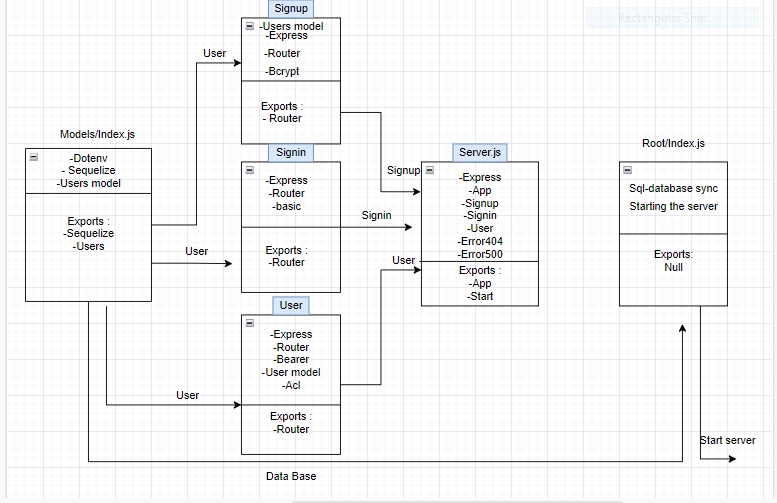 Rectangular Snip
Signup
-Users model
-Express
-Router
-Bcrypt
Exports :
- Router
User
Models/Index.js
-Dotenv
- Sequelize
-Users model
Exports :
-Sequelize
-Users
Signin
-Express
-Router
-basic
Exports :
-Router
User
Signup
Signin
User
Server.js
-Express
-App
-Signup
-Signin
-User
-Error404
-Error500
Exports :
-App
-Start
Root/Index.js
Sql-database sync
Starting the server
Exports:
Null
User
-Express
-Router
-Bearer
-User model
-Acl
Exports :
-Router
User
Start server
Data Base